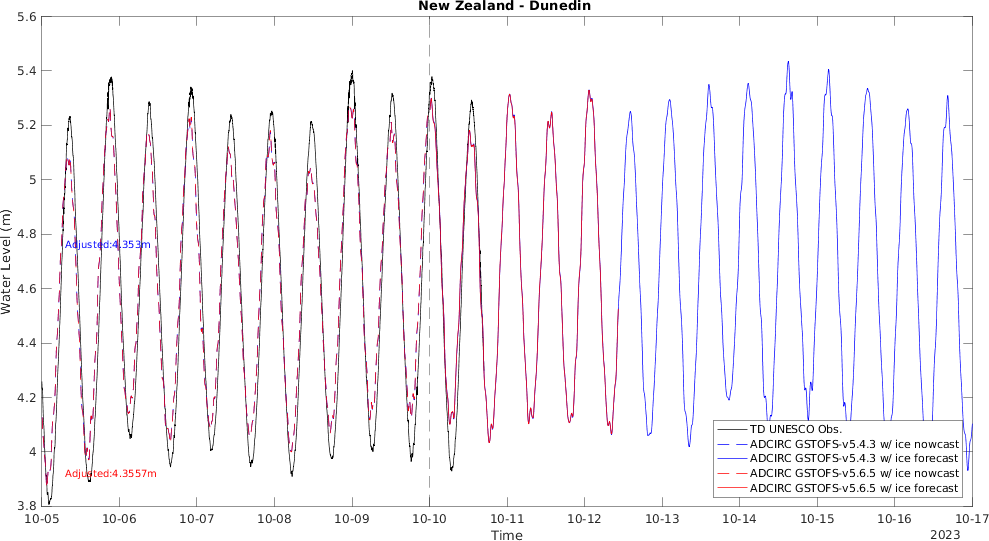 New Zealand - Dunedin
5.6
5.4
5.2
5
4.8
4.6
4.4
4.2
4
3.8
Water Level (m)
Adjusted:4.353m
Adjusted:4.3557m
TD UNESCO Obs.
ADCIRC GSTOFS-v5.4.3 w/ ice nowcast
ADCIRC GSTOFS-v5.4.3 w/ ice forecast
ADCIRC GSTOFS-v5.6.5 w/ ice nowcast
ADCIRC GSTOFS-v5.6.5 w/ ice forecast
10-05 10-06 10-07 10-08 10-09 10-10 10-11 10-12 10-13 10-14 10-15 10-16 10-17
Time
2023